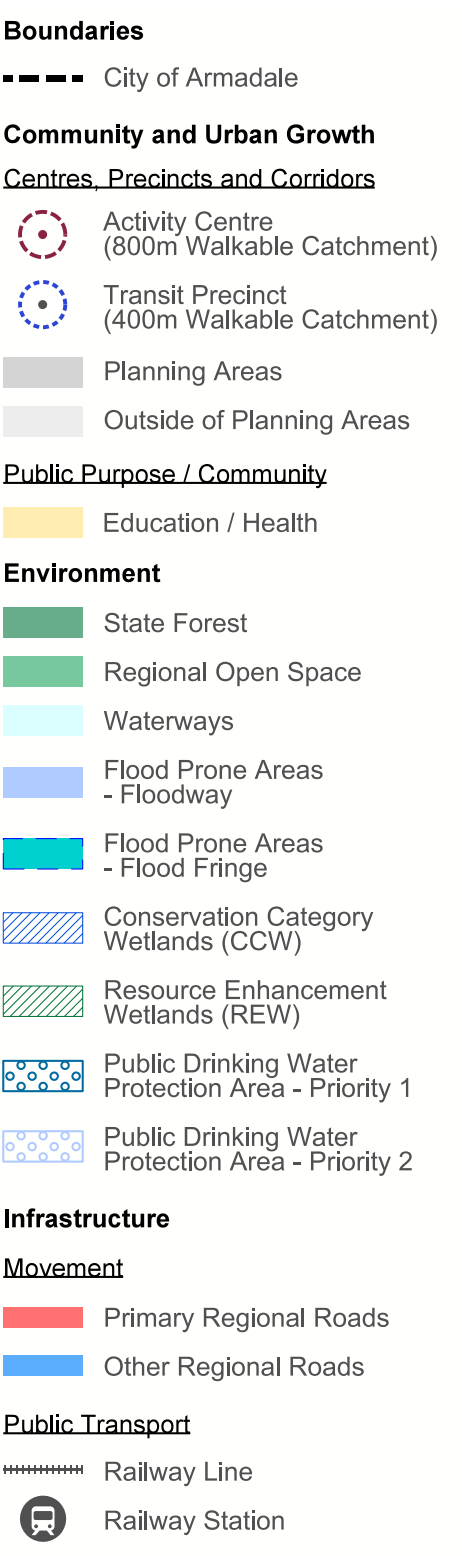 Boundaries
City of Armadale
Community and Urban Growth
Centres, Precincts and Corridors
Activity Centre
(800m Walkable Catchment)
Transit Precinct
(400m Walkable Catchment)
Planning Areas
Outside of Planning Areas
Public Purpose / Community
Education / Health
Environment
State Forest
Regional Open Space
Waterways
Flood Prone Areas
- Floodway
Flood Prone Areas
- Flood Fringe
Conservation Category
Wetlands (CCW)
Resource Enhancement
Wetlands (REW)
Public Drinking Water
Protection Area - Priority 1
Public Drinking Water
Protection Area - Priority 2
Infrastructure
Movement
Primary Regional Roads
Other Regional Roads
Public Transport
Railway Line
Railway Station